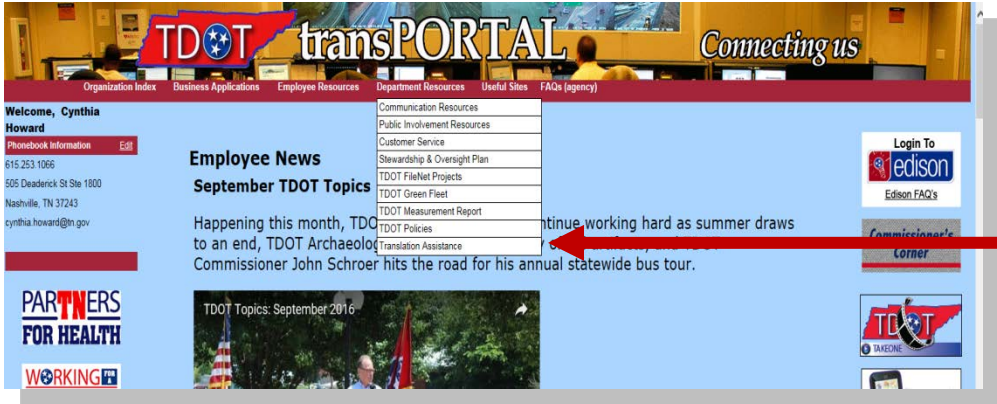 TDOT transPORTAL Connecting us
Organization Index Business Applications Employee Resources Department Resources Useful Sites FAQs (agency)
Welcome, Cynthia
Howard
Phonebook Information Edit
615.253.1066
505 Deaderick St Ste 1800
Nashville, TN 37243
cynthia.howard@tn.gov
PARTNERS
FOR HEALTH
WORKING FOR A
Communication Resources
Public Involvement Resources
Customer Service
Stewardship & Oversight Plan
TDOT FileNet Projects
TDOT Green Fleet
TDOT Measurement Report
TDOT Policies
Translation Assistance
Employee News
September TDOT Topics
Happening this month, TDO ntinue working hard as summer draws
to an end, TDOT Archaeolog
Commissioner John Schroer hits the road for his annual statewide bus tour.
TDOT Topics: September 2016
Login To
edison
Edison FAQ's
Commissioner's
Corner
TDOT
TAKEONE